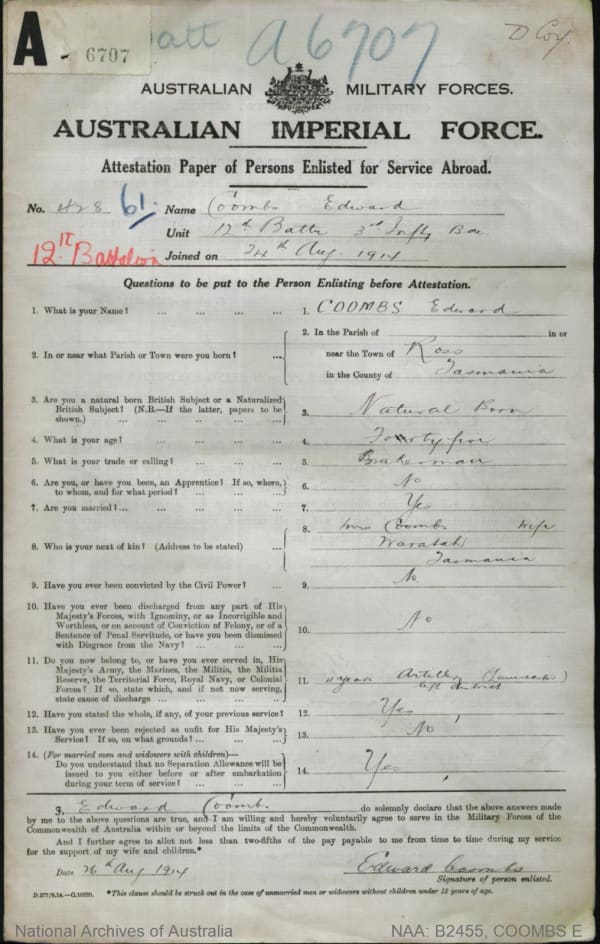 A
- 6707
A 6707
D Coy.
AUSTRALIAN MILITARY FORCES.
AUSTRALIAN IMPERIAL FORCE.
Attestation Paper of Persons Enlisted for Service Abroad.
No. 428 61. Name Coombs Edward
Unit 12th Battn 3rd Infty Bde
12th Battalion Joined on 24th Aug. 1914
Questions to be put to the Person Enlisting before Attestation.
1. What is your Name? ... ... ... ... 1. COOMBS Edward
2. In or near what Parish or Town were you born? ... 2. In the Parish of in or
near the Town of Ross
in the County of Tasmania
3. Are you a natural born British Subject or a Naturalized
British Subject? (N.B.—If the latter, papers to be
shown.) ... ... ... ... ... 3. Natural Born
4. What is your age? ... ... ... ... 4. Forty five
5. What is your trade or calling? ... ... ... 5. Brakesman
6. Are you, or have you been, an Apprentice? If so, where,
to whom, and for what period? ... ... ... 6. No
7. Are you married? ... ... ... ... ... 7. Yes
8. Who is your next of kin? (Address to be stated) ... 8. Mrs Coombs Wife
Waratah
Tasmania
9. Have you ever been convicted by the Civil Power? ... 9. No
10. Have you ever been discharged from any part of His
Majesty's Forces, with Ignominy, or as Incorrigible and
Worthless, or on account of Conviction of Felony, or of a
Sentence of Penal Servitude, or have you been dismissed
with Disgrace from the Navy? ... ... ... 10. No
11. Do you now belong to, or have you ever served in, His
Majesty's Army, the Marines, the Militia, the Militia
Reserve, the Territorial Force, Royal Navy, or Colonial
Forces? If so, state which, and if not now serving,
state cause of discharge ... ... ... ... 11. years Artillery (Launceston)
left district
12. Have you stated the whole, if any, of your previous service? 12. Yes
13. Have you ever been rejected as unfit for His Majesty's
Service? If so, on what grounds? ... ... ... 13. No
14. (For married men and widowers with children)—
Do you understand that no Separation Allowance will be
issued to you either before or after embarkation
during your term of service? ... ... ... 14. Yes
I, Edward Coombs do solemnly declare that the above answers made
by me to the above questions are true, and I am willing and hereby voluntarily agree to serve in the Military Forces of the
Commonwealth of Australia within or beyond the limits of the Commonwealth.
And I further agree to allot not less than two-fifths of the pay payable to me from time to time during my service
for the support of my wife and children.*
Date 26th Aug 1914 Edward Coombs
Signature of person enlisted.
D.377/8.14.—C.10250. *This clause should be struck out in the case of unmarried men or widowers without children under 18 years of age.
National Archives of Australia NAA: B2455, COOMBS E